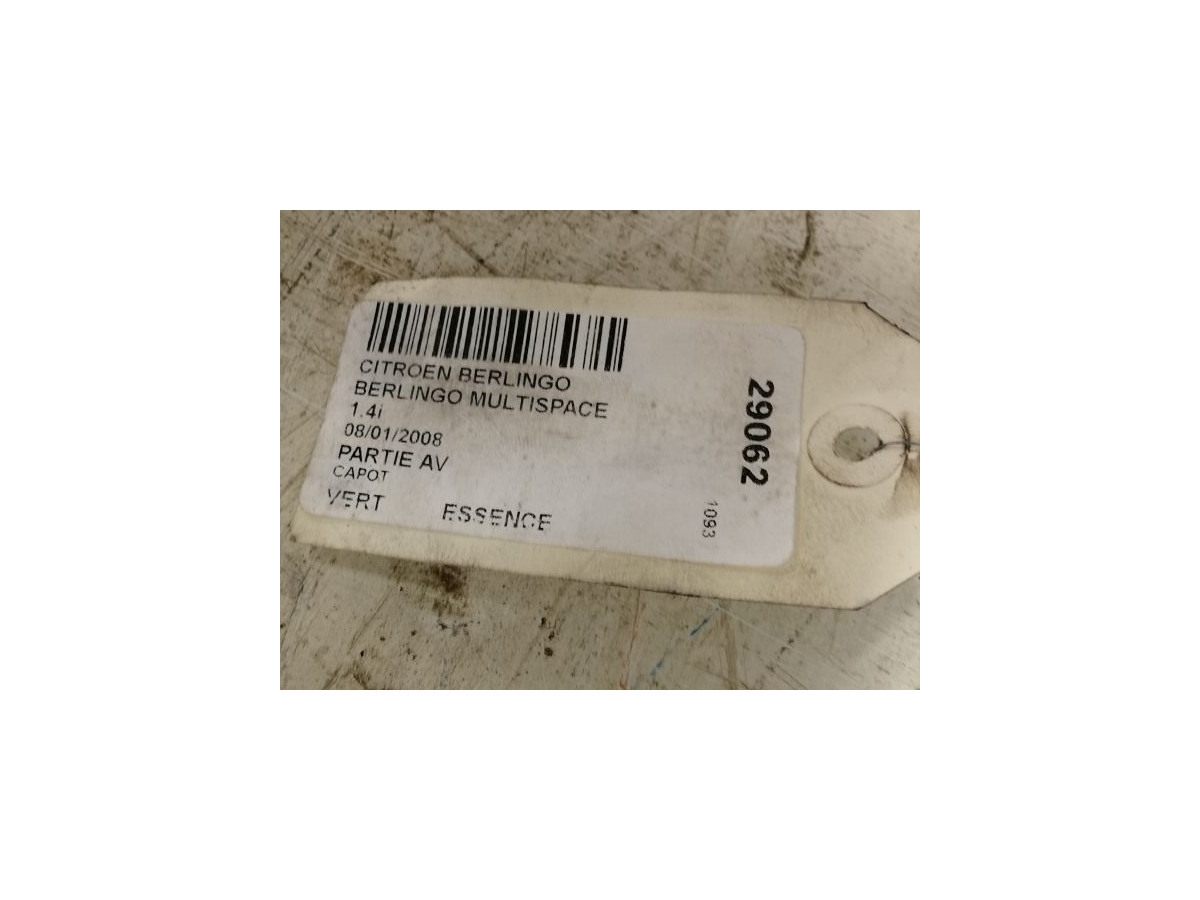 CITROEN BERLINGO
BERLINGO MULTISPACE
1.4i
08/01/2008
PARTIE AV
CAPOT
VERT ESSENCE
29062
1093